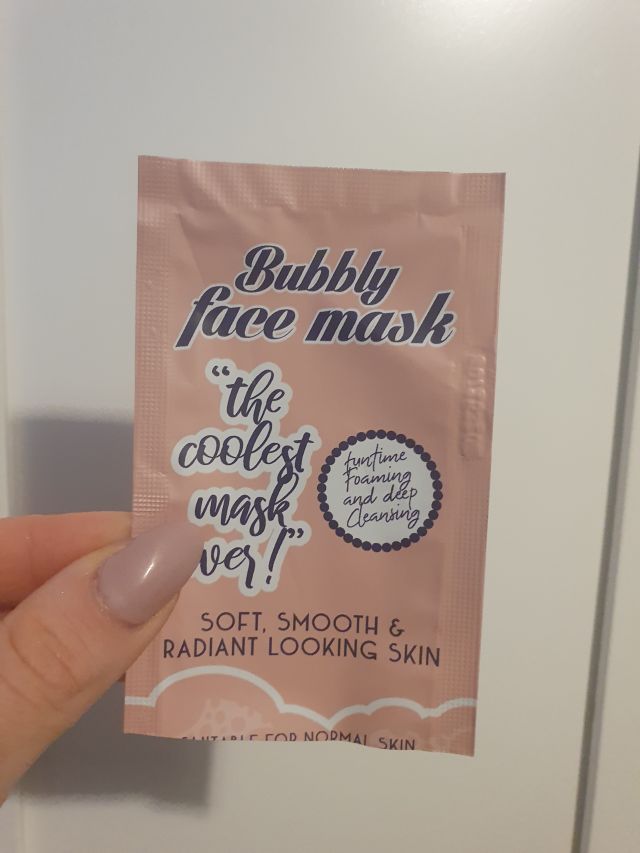 Bubbly
face mask
“the
coolest
mask
ver!”
funtime
Foaming
and deep
Cleansing
SOFT, SMOOTH &
RADIANT LOOKING SKIN
SUITABLE FOR NORMAL SKIN